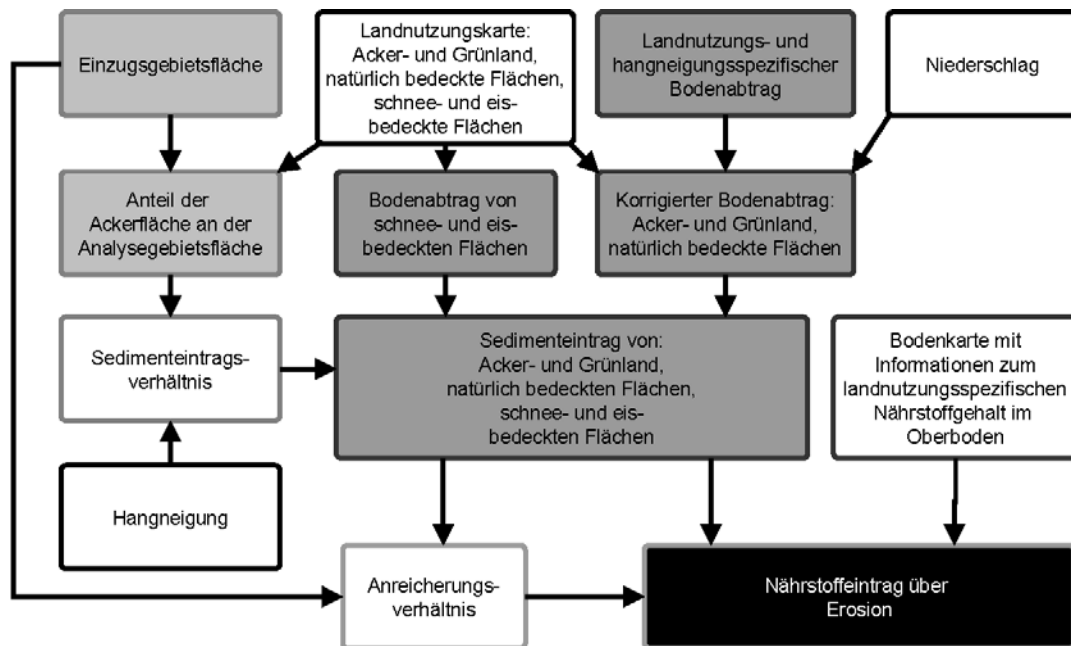 Einzugsgebietsfläche
Landnutzungskarte:
Acker- und Grünland,
natürlich bedeckte Flächen,
schnee- und eis-
bedeckte Flächen
Landnutzungs- und
hangneigungsspezifischer
Bodenabtrag
Niederschlag
Anteil der
Ackerfläche an der
Analysegebietsfläche
Bodenabtrag von
schnee- und eis-
bedeckten Flächen
Korrigierter Bodenabtrag:
Acker- und Grünland,
natürlich bedeckte Flächen
Sedimenteintrags-
verhältnis
Sedimenteintrag von:
Acker- und Grünland,
natürlich bedeckten Flächen,
schnee- und eis-
bedeckten Flächen
Bodenkarte mit
Informationen zum
landnutzungsspezifischen
Nährstoffgehalt im
Oberboden
Hangneigung
Anreicherungs-
verhältnis
Nährstoffeintrag über
Erosion